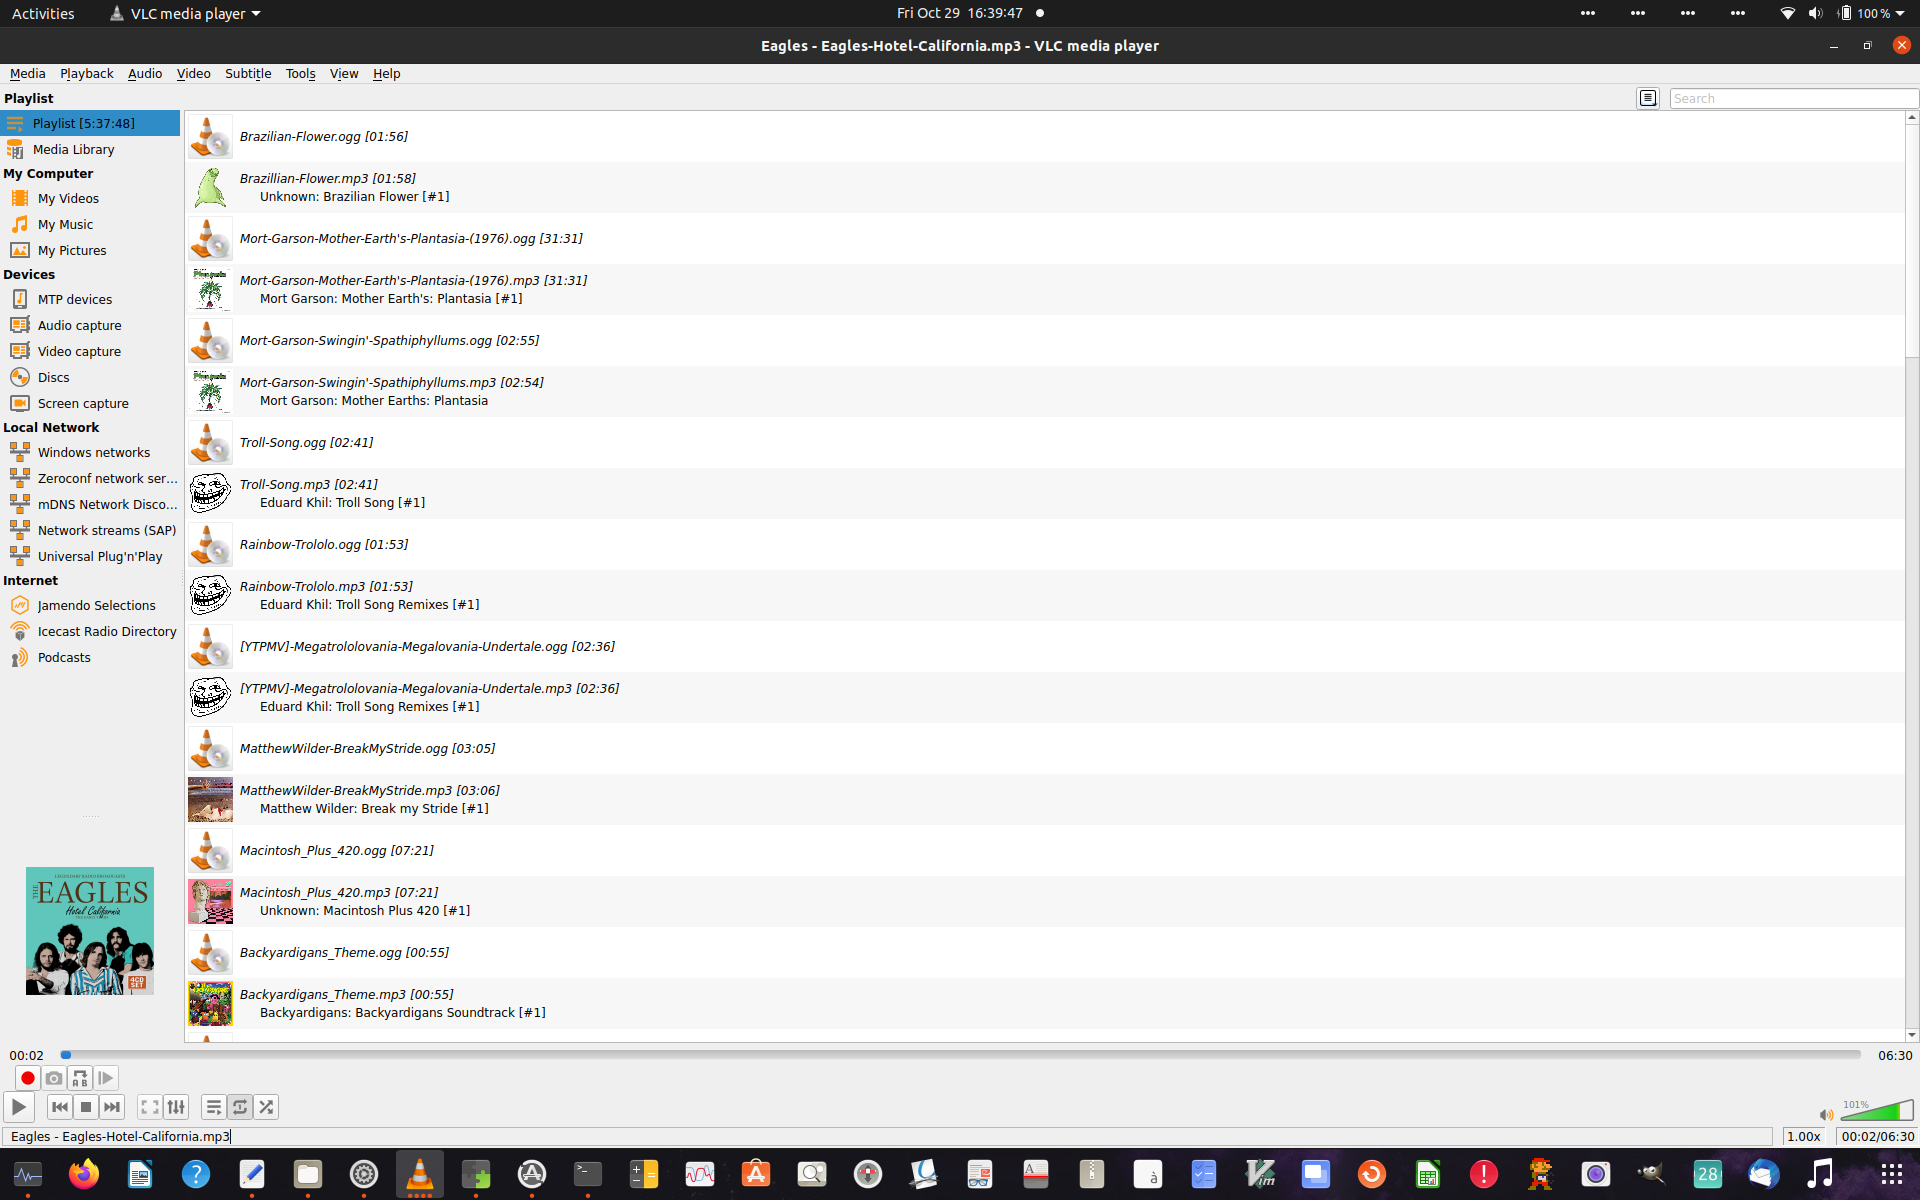 Activities
VLC media player
Fri Oct 29 16:39:47
100 %
Eagles - Eagles-Hotel-California.mp3 - VLC media player
Media Playback Audio Video Subtitle Tools View Help
Playlist
Search
Playlist [5:37:48]
Media Library
My Computer
My Videos
My Music
My Pictures
Devices
MTP devices
Audio capture
Video capture
Discs
Screen capture
Local Network
Windows networks
Zeroconf network ser...
mDNS Network Disco...
Network streams (SAP)
Universal Plug'n'Play
Internet
Jamendo Selections
Icecast Radio Directory
Podcasts
Brazilian-Flower.ogg [01:56]
Brazillian-Flower.mp3 [01:58]
Unknown: Brazilian Flower [#1]
Mort-Garson-Mother-Earth's-Plantasia-(1976).ogg [31:31]
Mort-Garson-Mother-Earth's-Plantasia-(1976).mp3 [31:31]
Mort Garson: Mother Earth's: Plantasia [#1]
Mort-Garson-Swingin'-Spathiphyllums.ogg [02:55]
Mort-Garson-Swingin'-Spathiphyllums.mp3 [02:54]
Mort Garson: Mother Earths: Plantasia
Troll-Song.ogg [02:41]
Troll-Song.mp3 [02:41]
Eduard Khil: Troll Song [#1]
Rainbow-Trololo.ogg [01:53]
Rainbow-Trololo.mp3 [01:53]
Eduard Khil: Troll Song Remixes [#1]
[YTPMV]-Megatrololovania-Megalovania-Undertale.ogg [02:36]
[YTPMV]-Megatrololovania-Megalovania-Undertale.mp3 [02:36]
Eduard Khil: Troll Song Remixes [#1]
MatthewWilder-BreakMyStride.ogg [03:05]
MatthewWilder-BreakMyStride.mp3 [03:06]
Matthew Wilder: Break my Stride [#1]
Macintosh_Plus_420.ogg [07:21]
Macintosh_Plus_420.mp3 [07:21]
Unknown: Macintosh Plus 420 [#1]
Backyardigans_Theme.ogg [00:55]
Backyardigans_Theme.mp3 [00:55]
Backyardigans: Backyardigans Soundtrack [#1]
LEGENDARY RADIO BROADCAST
THE EAGLES
Hotel California
4CD SET
00:02
06:30
A B
101%
Eagles - Eagles-Hotel-California.mp3
1.00x
00:02/06:30
28